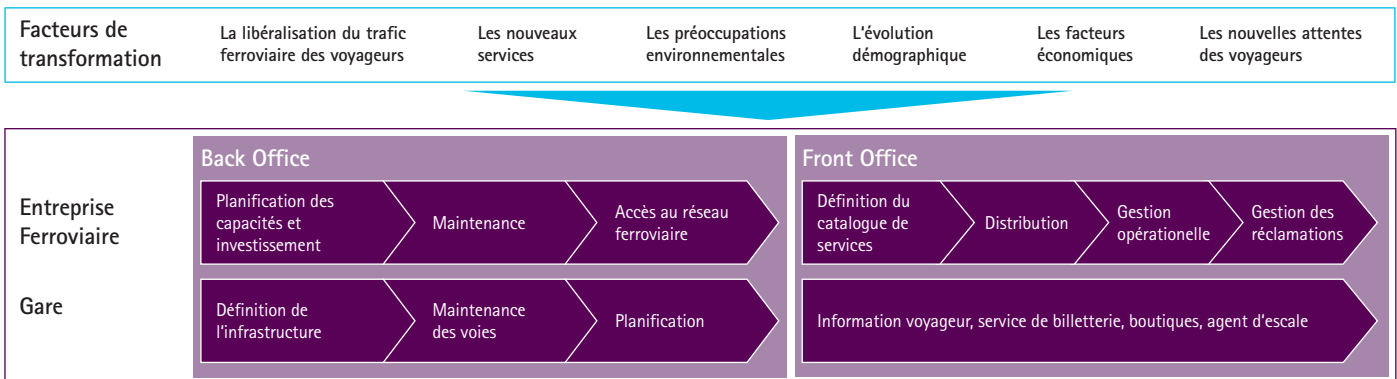 Facteurs de
transformation
La libéralisation du trafic
ferroviaire des voyageurs
Les nouveaux
services
Les préoccupations
environnementales
L'évolution
démographique
Les facteurs
économiques
Les nouvelles attentes
des voyageurs
Back Office
Front Office
Entreprise
Ferroviaire
Planification des
capacités et
investissement
Maintenance
Accès au réseau
ferroviaire
Définition du
catalogue de
services
Distribution
Gestion
opérationelle
Gestion des
réclamations
Gare
Définition de
l'infrastructure
Maintenance
des voies
Planification
Information voyageur, service de billetterie, boutiques, agent d'escale